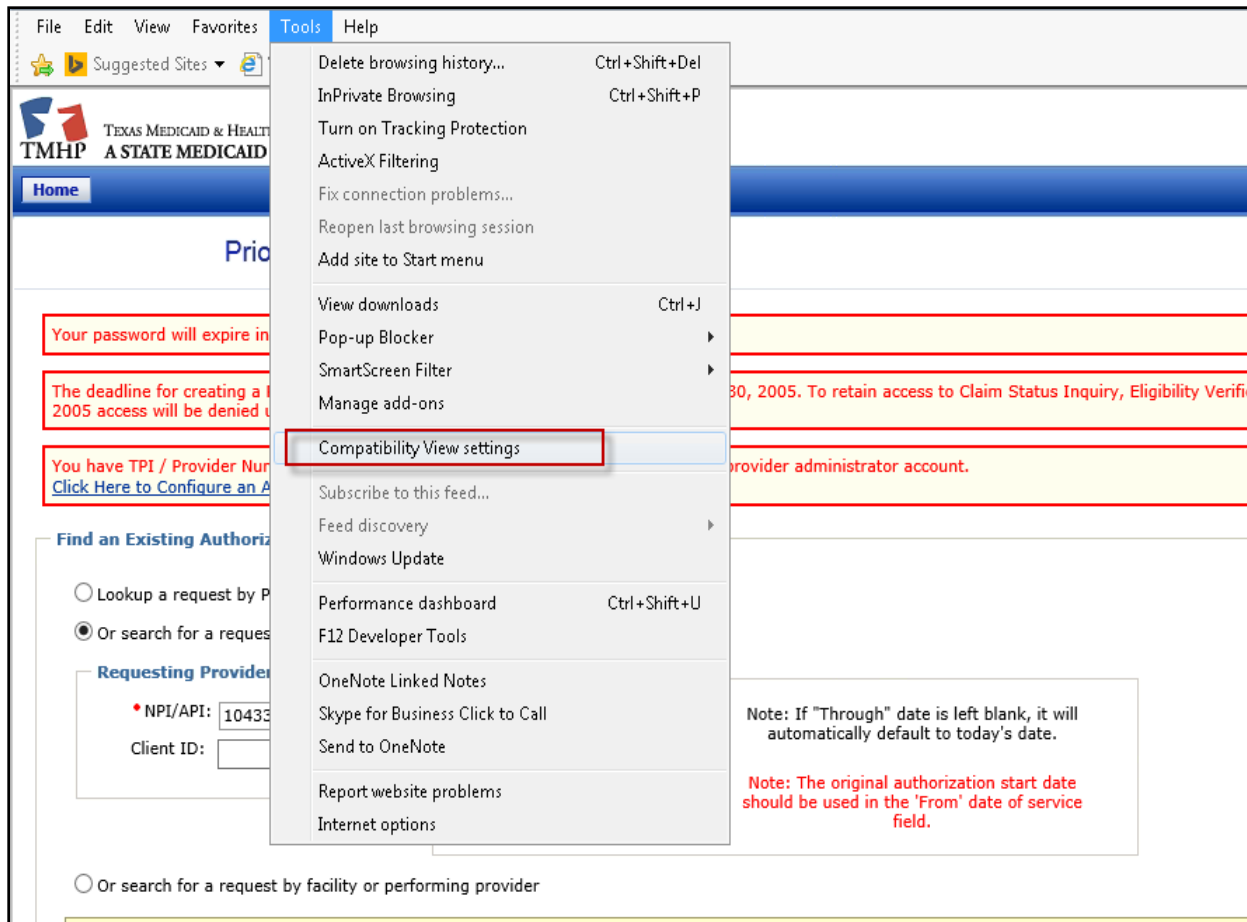 File Edit View Favorites Tools Help
Suggested Sites
TEXAS MEDICAID & HEALT
TMHP A STATE MEDICAID
Home
Prio
Your password will expire in
The deadline for creating a 30, 2005. To retain access to Claim Status Inquiry, Eligibility Verifi
2005 access will be denied u
You have TPI / Provider Nur provider administrator account.
Click Here to Configure an A
Find an Existing Authoriz
Lookup a request by P
Or search for a reques
Requesting Provider
NPI/API: 10433
Client ID:
Delete browsing history... Ctrl+Shift+Del
InPrivate Browsing Ctrl+Shift+P
Turn on Tracking Protection
ActiveX Filtering
Fix connection problems...
Reopen last browsing session
Add site to Start menu
View downloads Ctrl+J
Pop-up Blocker
SmartScreen Filter
Manage add-ons
Compatibility View settings
Subscribe to this feed...
Feed discovery
Windows Update
Performance dashboard Ctrl+Shift+U
F12 Developer Tools
OneNote Linked Notes
Skype for Business Click to Call
Send to OneNote
Report website problems
Internet options
Note: If "Through" date is left blank, it will
automatically default to today's date.
Note: The original authorization start date
should be used in the 'From' date of service
field.
Or search for a request by facility or performing provider